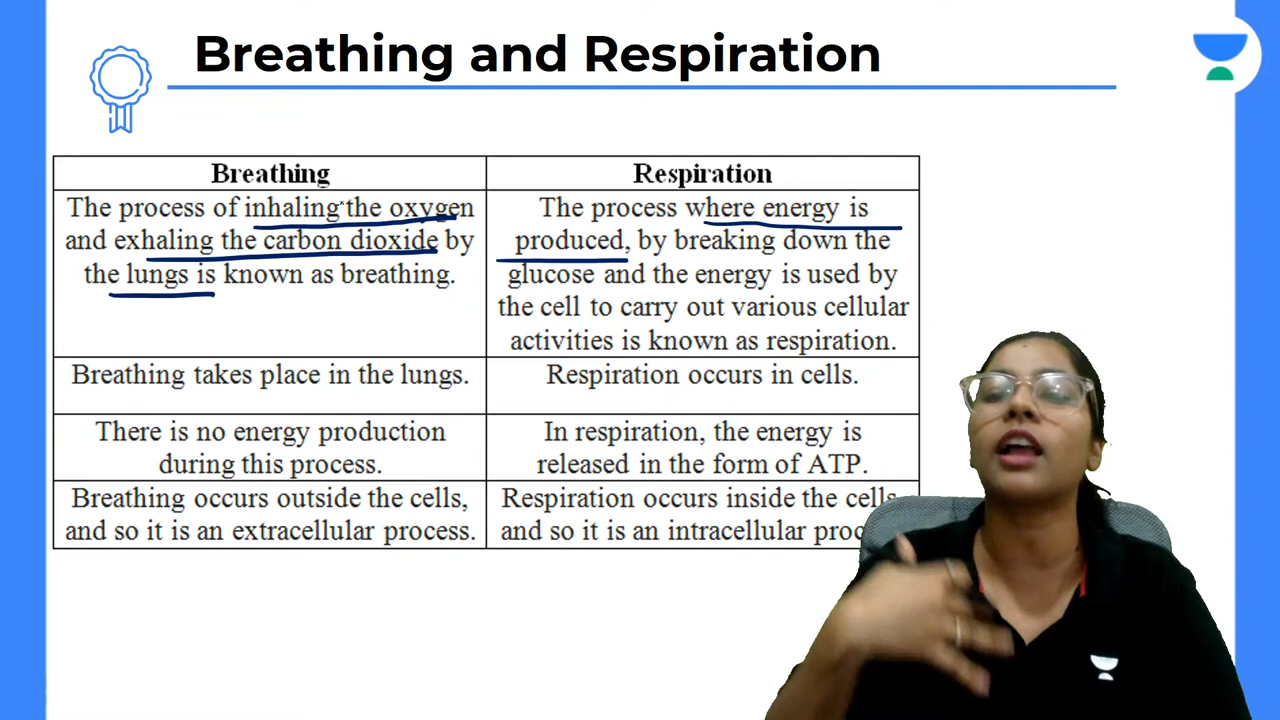 Breathing and Respiration
Breathing
Respiration
The process of inhaling the oxygen
and exhaling the carbon dioxide by
the lungs is known as breathing.
The process where energy is
produced, by breaking down the
glucose and the energy is used by
the cell to carry out various cellular
activities is known as respiration.
Breathing takes place in the lungs.
Respiration occurs in cells.
There is no energy production
during this process.
In respiration, the energy is
released in the form of ATP.
Breathing occurs outside the cells,
and so it is an extracellular process.
Respiration occurs inside the cells
and so it is an intracellular